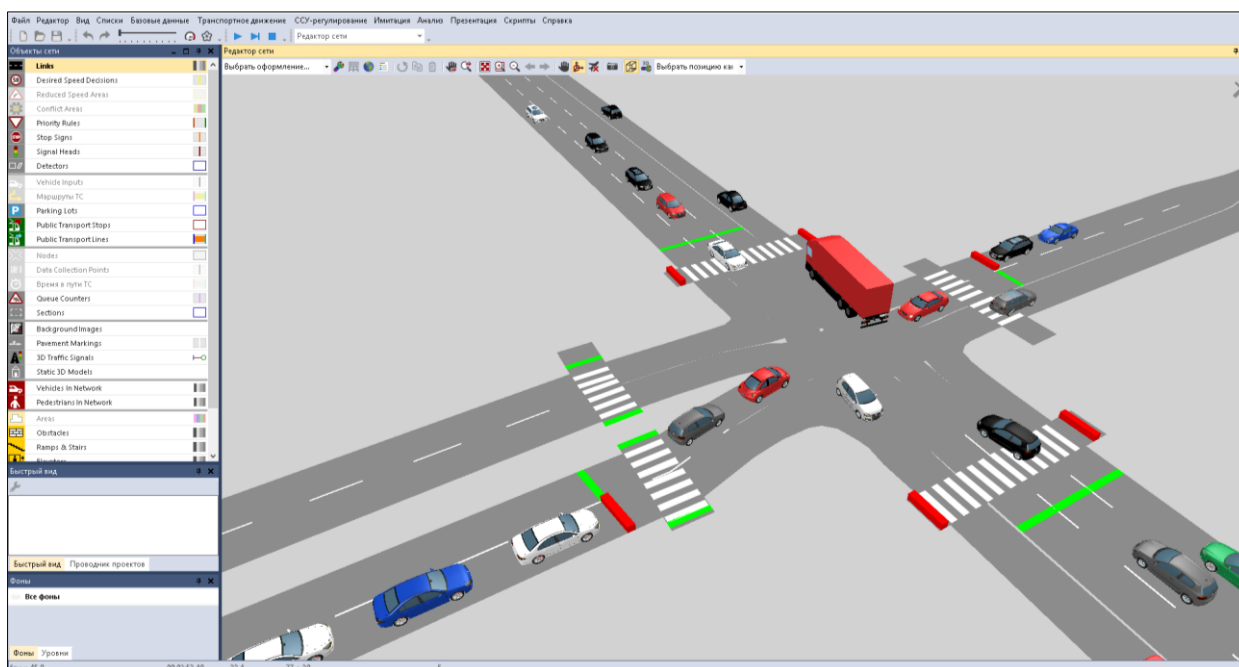 Файл Редактор Вид Списки Базовые данные Транспортное движение ССУ-регулирование Имитация Анализ Презентация Скрипты Справка
Редактор сети
Объекты сети
Редактор сети
Выбрать оформление...
Выбрать позицию ка
Links
Desired Speed Decisions
Reduced Speed Areas
Conflict Areas
Priority Rules
Stop Signs
Signal Heads
Detectors
Vehicle Inputs
Маршруты ТС
Parking Lots
Public Transport Stops
Public Transport Lines
Nodes
Data Collection Points
Время в пути ТС
Queue Counters
Sections
Background Images
Pavement Markings
3D Traffic Signals
Static 3D Models
Vehicles In Network
Pedestrians In Network
Areas
Obstacles
Ramps & Stairs
Быстрый вид
Быстрый вид Проводник проектов
Фоны
Все фоны
Фоны Уровни